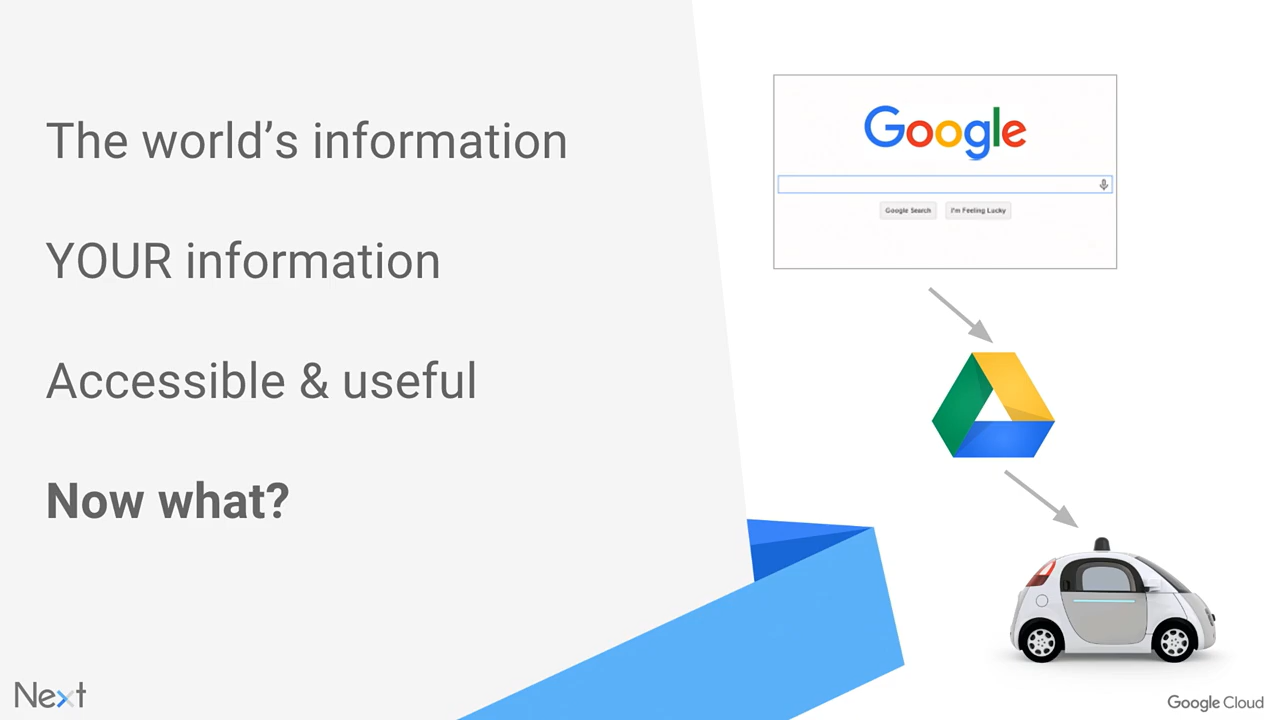 The world’s information
YOUR information
Accessible & useful
Now what?
Google
Google Search
I'm Feeling Lucky
Next
Google Cloud